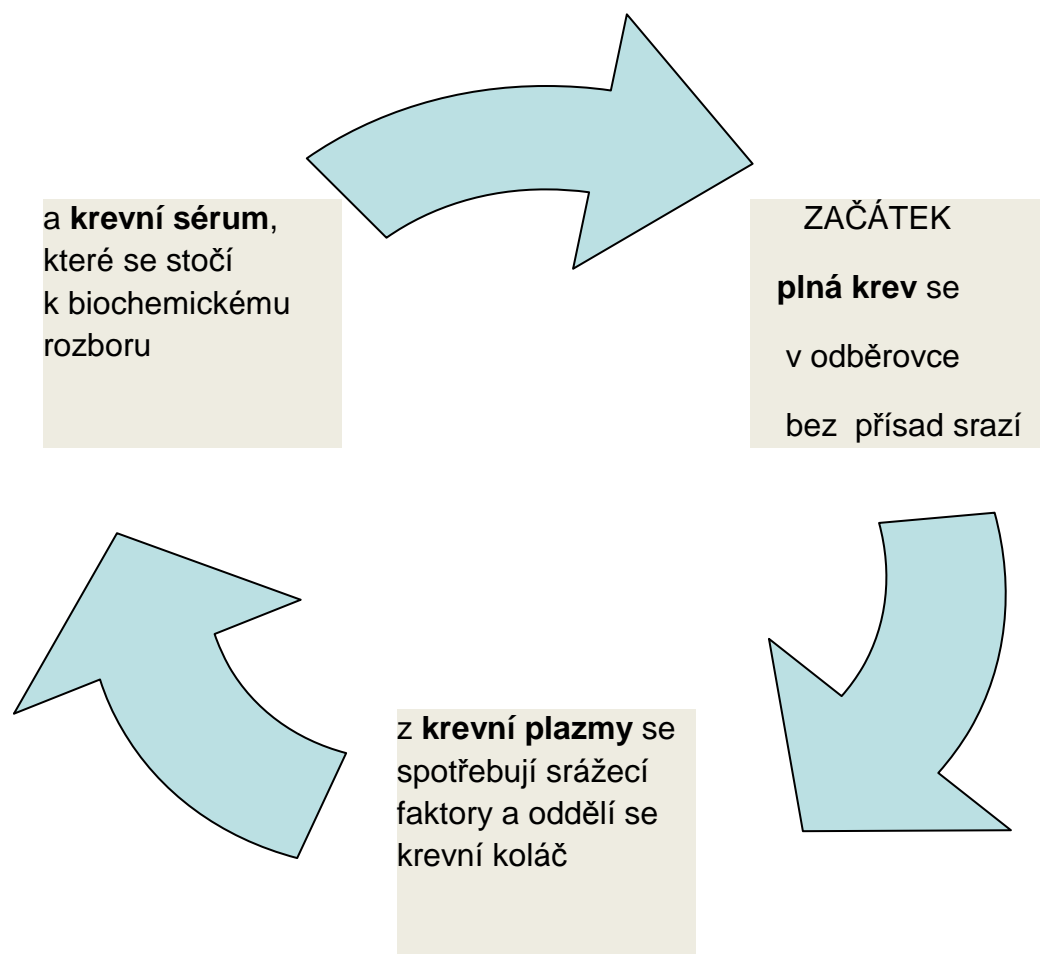 ZAČÁTEK
plná krev se
v odběrovce
bez přísad srazí
z krevní plazmy se
spotřebují srážecí
faktory a oddělí se
krevní koláč
a krevní sérum,
které se stočí
k biochemickému
rozboru